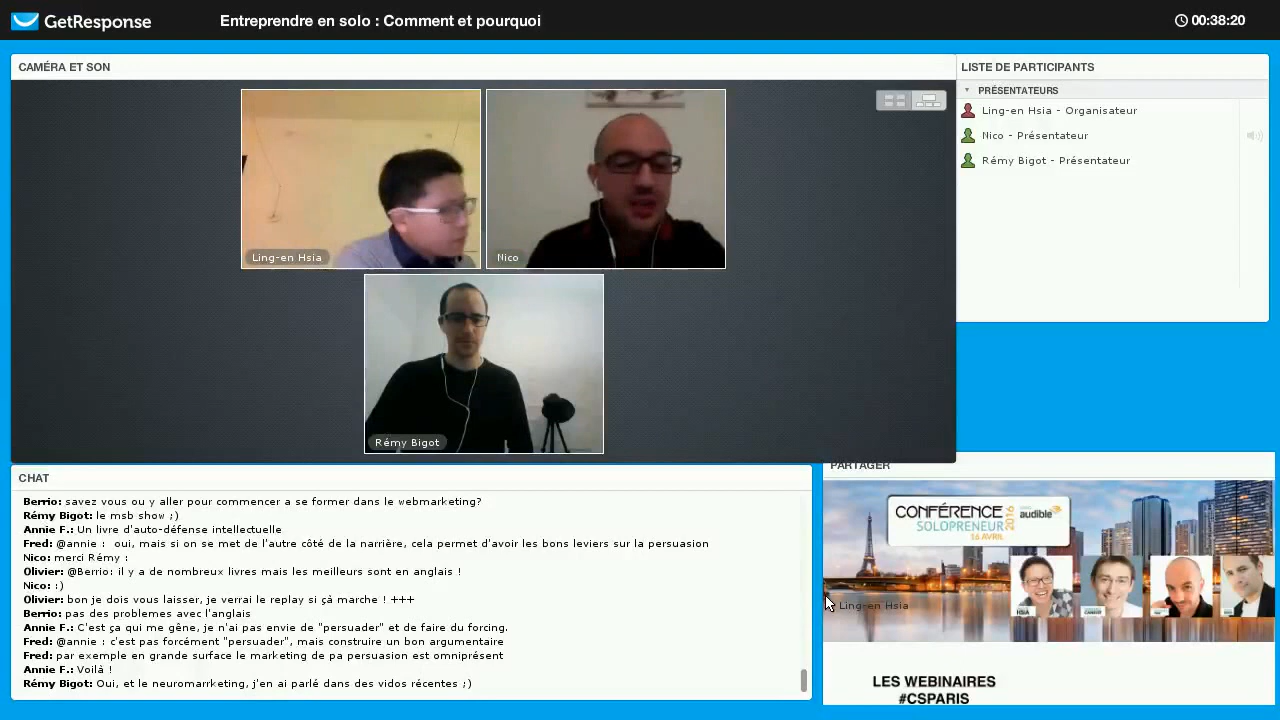 GetResponse
Entreprendre en solo : Comment et pourquoi
00:38:20
CAMÉRA ET SON
LISTE DE PARTICIPANTS
PRÉSENTATEURS
Ling-en Hsia - Organisateur
Nico - Présentateur
Rémy Bigot - Présentateur
Ling-en Hsia
Nico
Rémy Bigot
CHAT
Berrio: savez vous ou y aller pour commencer a se former dans le webmarketing?
Rémy Bigot: le msb show ;)
Annie F.: Un livre d'auto-défense intellectuelle
Fred: @annie :  oui, mais si on se met de l'autre côté de la narrière, cela permet d'avoir les bons leviers sur la persuasion
Nico: merci Rémy :
Olivier: @Berrio: il y a de nombreux livres mais les meilleurs sont en anglais !
Nico: :)
Olivier: bon je dois vous laisser, je verrai le replay si ça marche ! +++
Berrio: pas des problemes avec l'anglais
Annie F.: C'est ça qui me gêne, je n'ai pas envie de "persuader" et de faire du forcing.
Fred: @annie : c'est pas forcément "persuader", mais construire un bon argumentaire
Fred: par exemple en grande surface le marketing de pa persuasion est omniprésent
Annie F.: Voilà !
Rémy Bigot: Oui, et le neuromarrketing, j'en ai parlé dans des vidos récentes ;)
PARTAGER
CONFÉRENCE
SOLOPRENEUR
2016
16 AVRIL
audible
HSIA
Ling-en Hsia
LES WEBINAIRES
#CSPARIS